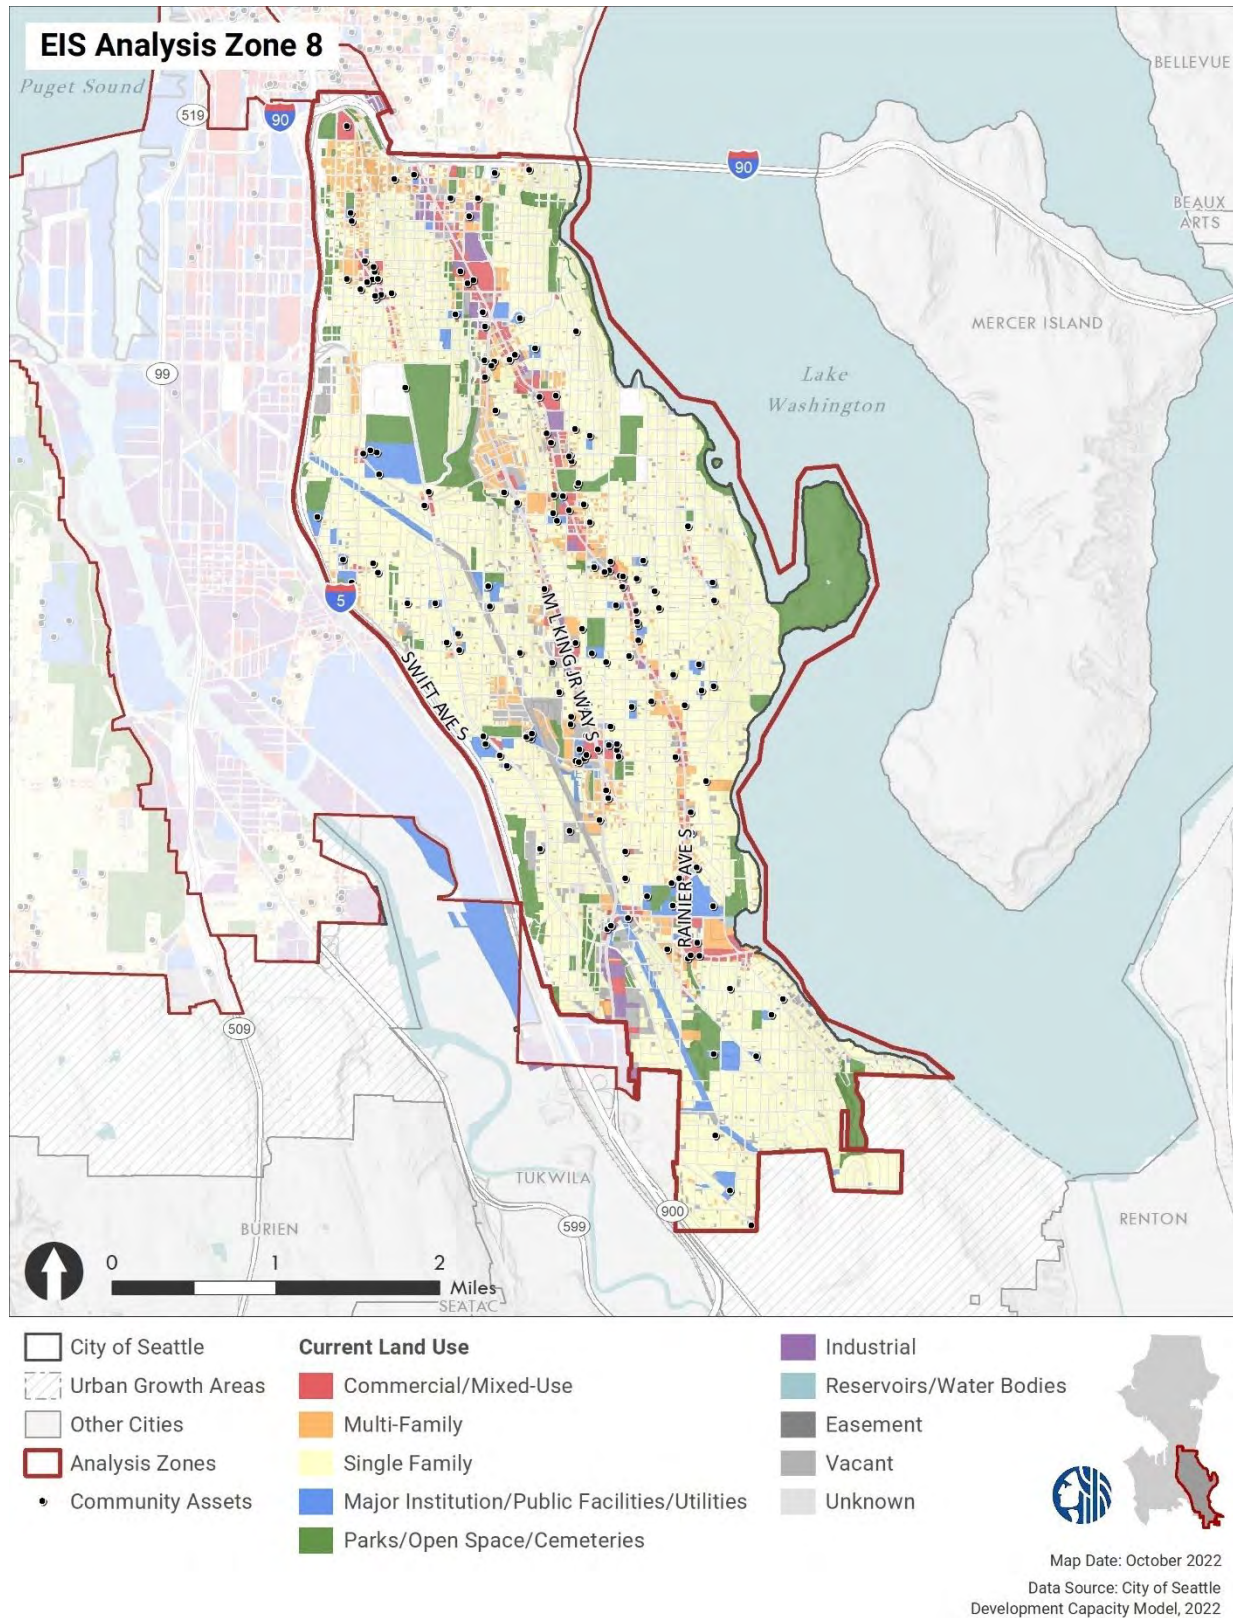 EIS Analysis Zone 8
Puget Sound
519
90
90
BELLEVUE
BEAUX
ARTS
MERCER ISLAND
Lake
Washington
99
5
SWIFT AVE S
M L KING JR WAY S
RAINIER AVE S
509
TUKWILA
BURIEN
599
900
RENTON
0 1 2
Miles
SEATAC
City of Seattle
Urban Growth Areas
Other Cities
Analysis Zones
Community Assets
Current Land Use
Commercial/Mixed-Use
Multi-Family
Single Family
Major Institution/Public Facilities/Utilities
Parks/Open Space/Cemeteries
Industrial
Reservoirs/Water Bodies
Easement
Vacant
Unknown
Map Date: October 2022
Data Source: City of Seattle
Development Capacity Model, 2022